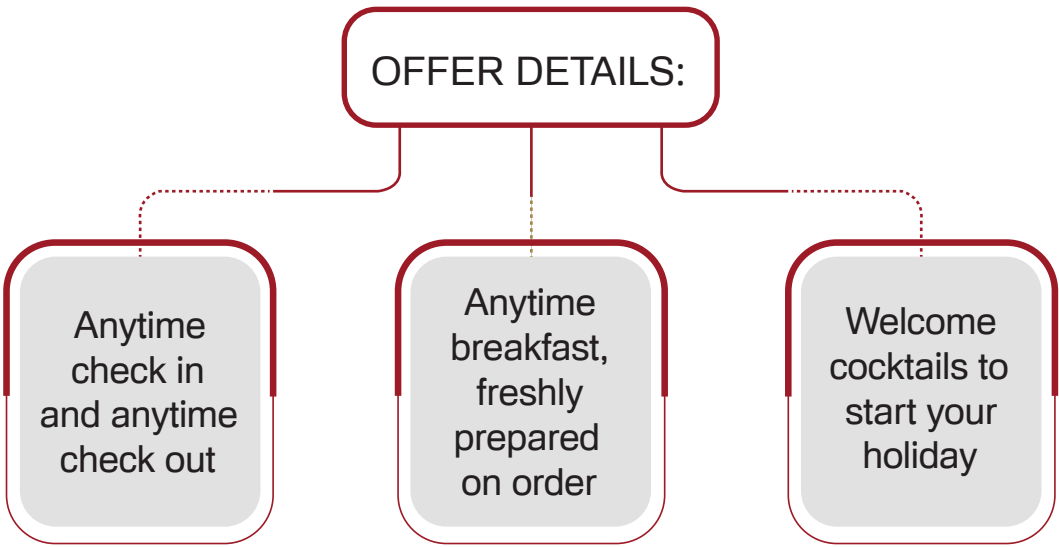 OFFER DETAILS:
Anytime
check in
and anytime
check out
Anytime
breakfast,
freshly
prepared
on order
Welcome
cocktails to
start your
holiday